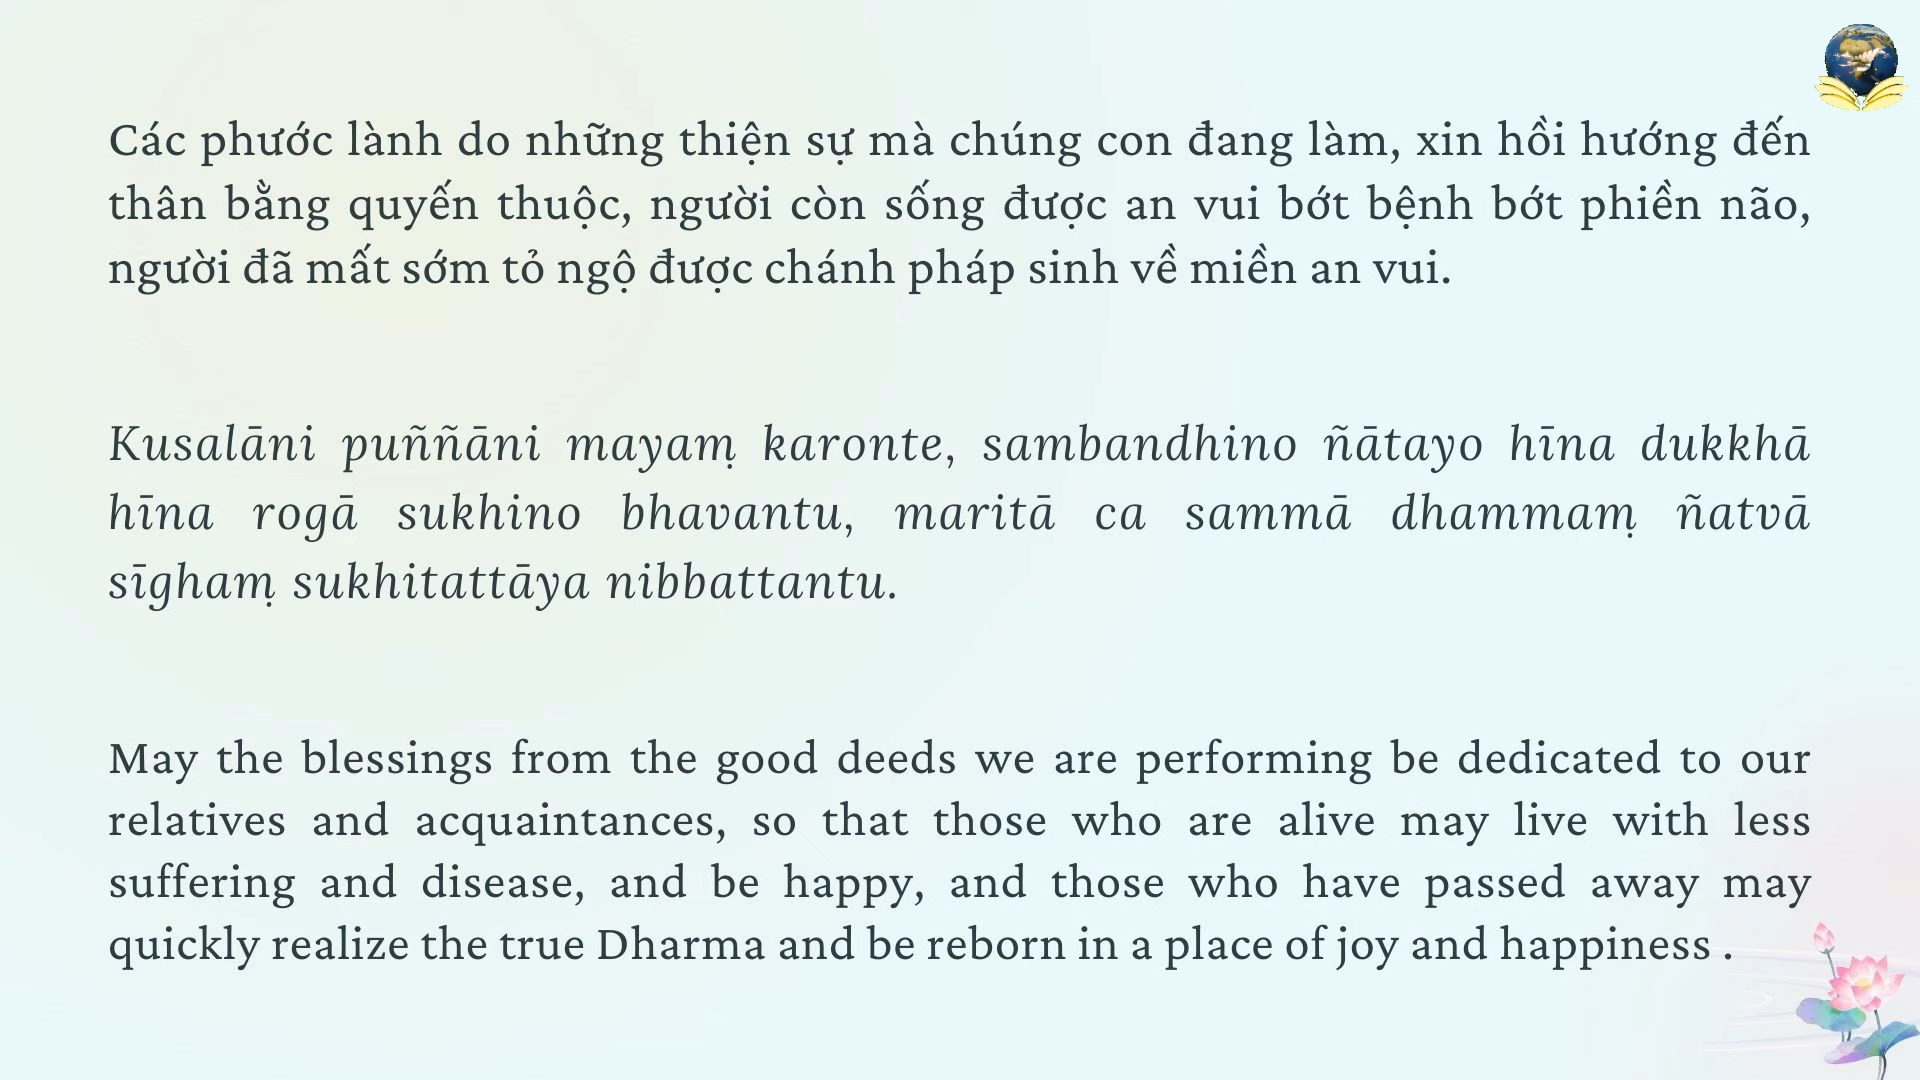 Các phước lành do những thiện sự mà chúng con đang làm, xin hồi hướng đến
thân bằng quyến thuộc, người còn sống được an vui bớt bệnh bớt phiền não,
người đã mất sớm tỏ ngộ được chánh pháp sinh về miền an vui.
Kusalāni puññāni mayaṃ karonte, sambandhino ñātayo hīna dukkhā
hīna rogā sukhino bhavantu, maritā ca sammā dhammaṃ ñatvā
sīghaṃ sukhitattāya nibbattantu.
May the blessings from the good deeds we are performing be dedicated to our
relatives and acquaintances, so that those who are alive may live with less
suffering and disease, and be happy, and those who have passed away may
quickly realize the true Dharma and be reborn in a place of joy and happiness .